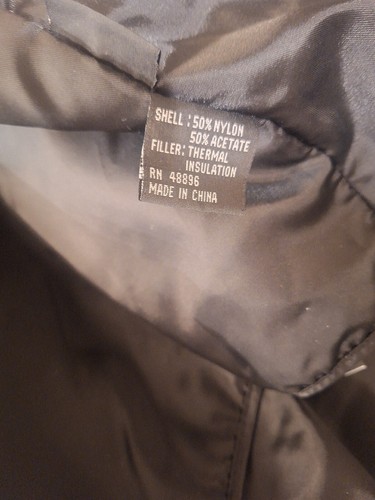 SHELL: 50% NYLON
50% ACETATE
FILLER: THERMAL
INSULATION
RN 48896
MADE IN CHINA